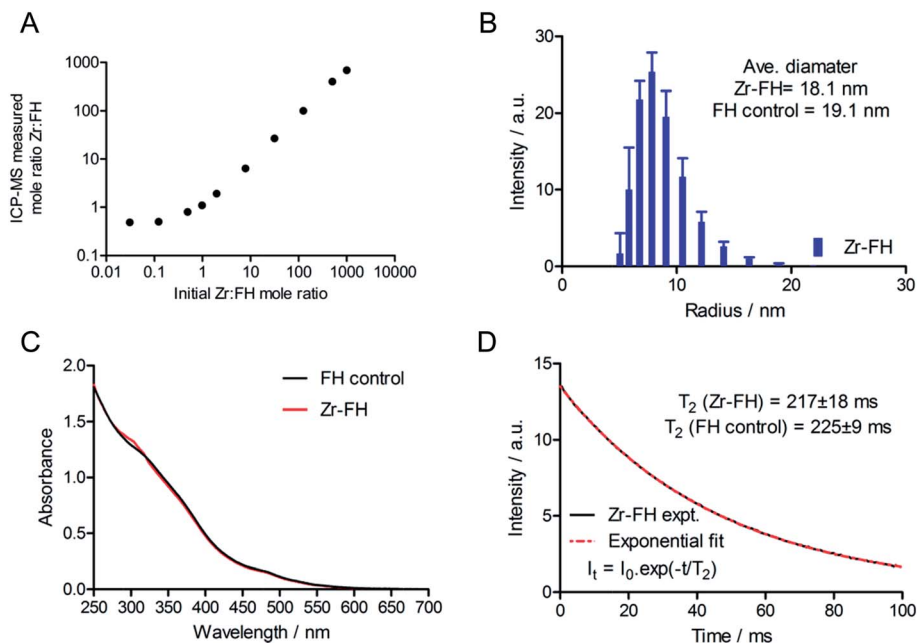 A
ICP-MS measured
mole ratio Zr:FH
1000
100
10
1
0.1
0.01
0.1
1
10
100
1000
10000
Initial Zr:FH mole ratio
B
Intensity / a.u.
30
20
10
0
Ave. diamater
Zr-FH= 18.1 nm
FH control = 19.1 nm
Zr-FH
0
10
20
30
Radius / nm
C
Absorbance
2.0
1.5
1.0
0.5
0.0
FH control
Zr-FH
250
300
350
400
450
500
550
600
650
700
Wavelength / nm
D
Intensity / a.u.
15
10
5
0
T₂ (Zr-FH) = 217±18 ms
T₂ (FH control) = 225±9 ms
Zr-FH expt.
Exponential fit
Iₜ = I₀.exp(-t/T₂)
0
20
40
60
80
100
Time / ms